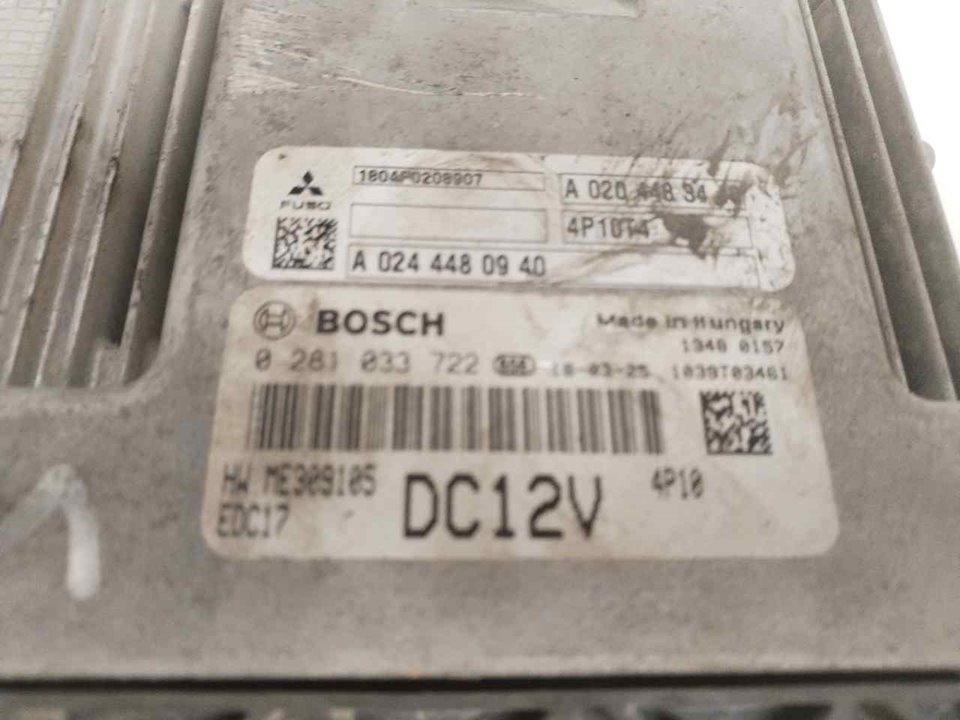 1804P0208907
FUSO
A 020 448 94
4P10T4
A 024 448 09 40
BOSCH
Made in Hungary
1348 0157
0 281 033 722 18-03-25 1039T03461
HW ME309105
DC12V
4P10
EDC17